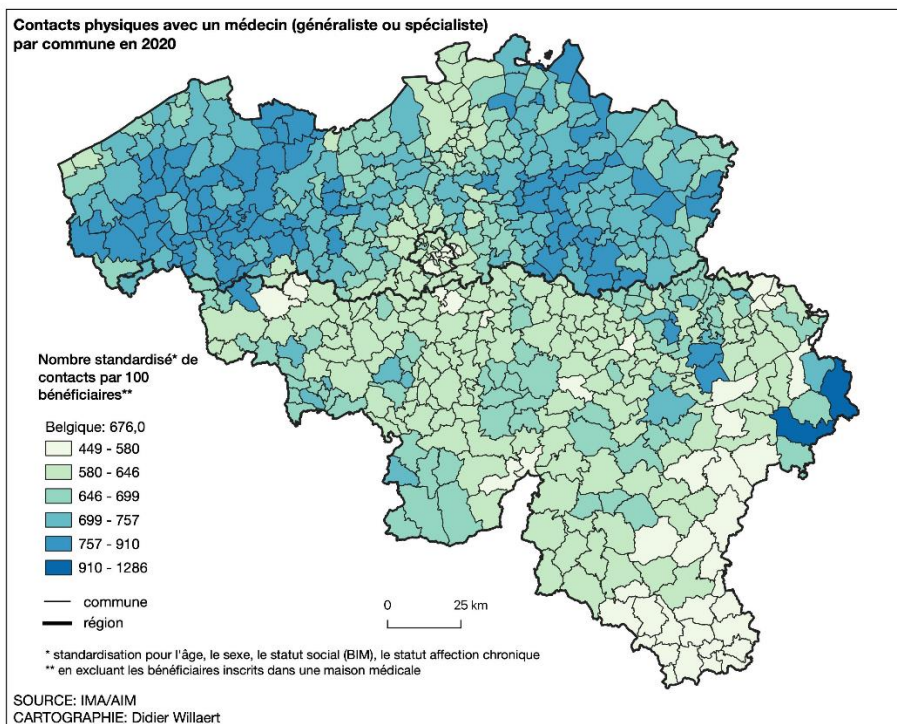 Contacts physiques avec un médecin (généraliste ou spécialiste)
par commune en 2020
Nombre standardisé* de
contacts par 100
bénéficiaires**
Belgique: 676,0
449 - 580
580 - 646
646 - 699
699 - 757
757 - 910
910 - 1286
commune
région
0 25 km
* standardisation pour l'âge, le sexe, le statut social (BIM), le statut affection chronique
** en excluant les bénéficiaires inscrits dans une maison médicale
SOURCE: IMA/AIM
CARTOGRAPHIE: Didier Willaert